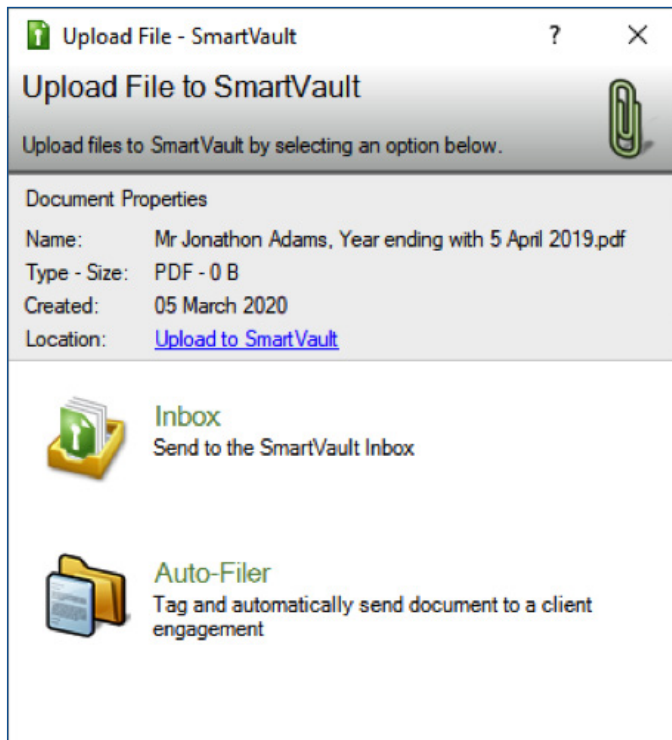 Upload File - SmartVault ?
Upload File to SmartVault
Upload files to SmartVault by selecting an option below.
Document Properties
Name: Mr Jonathon Adams, Year ending with 5 April 2019.pdf
Type - Size: PDF - 0 B
Created: 05 March 2020
Location: Upload to SmartVault
Inbox
Send to the SmartVault Inbox
Auto-Filer
Tag and automatically send document to a client
engagement